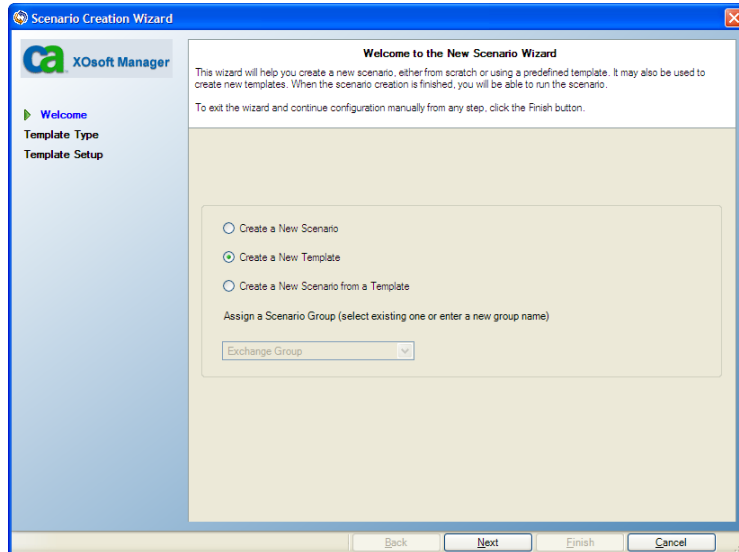 Scenario Creation Wizard
ca XOsoft Manager
Welcome
Template Type
Template Setup
Welcome to the New Scenario Wizard
This wizard will help you create a new scenario, either from scratch or using a predefined template. It may also be used to
create new templates. When the scenario creation is finished, you will be able to run the scenario.
To exit the wizard and continue configuration manually from any step, click the Finish button.
Create a New Scenario
Create a New Template
Create a New Scenario from a Template
Assign a Scenario Group (select existing one or enter a new group name)
Exchange Group
Back Next Finish Cancel